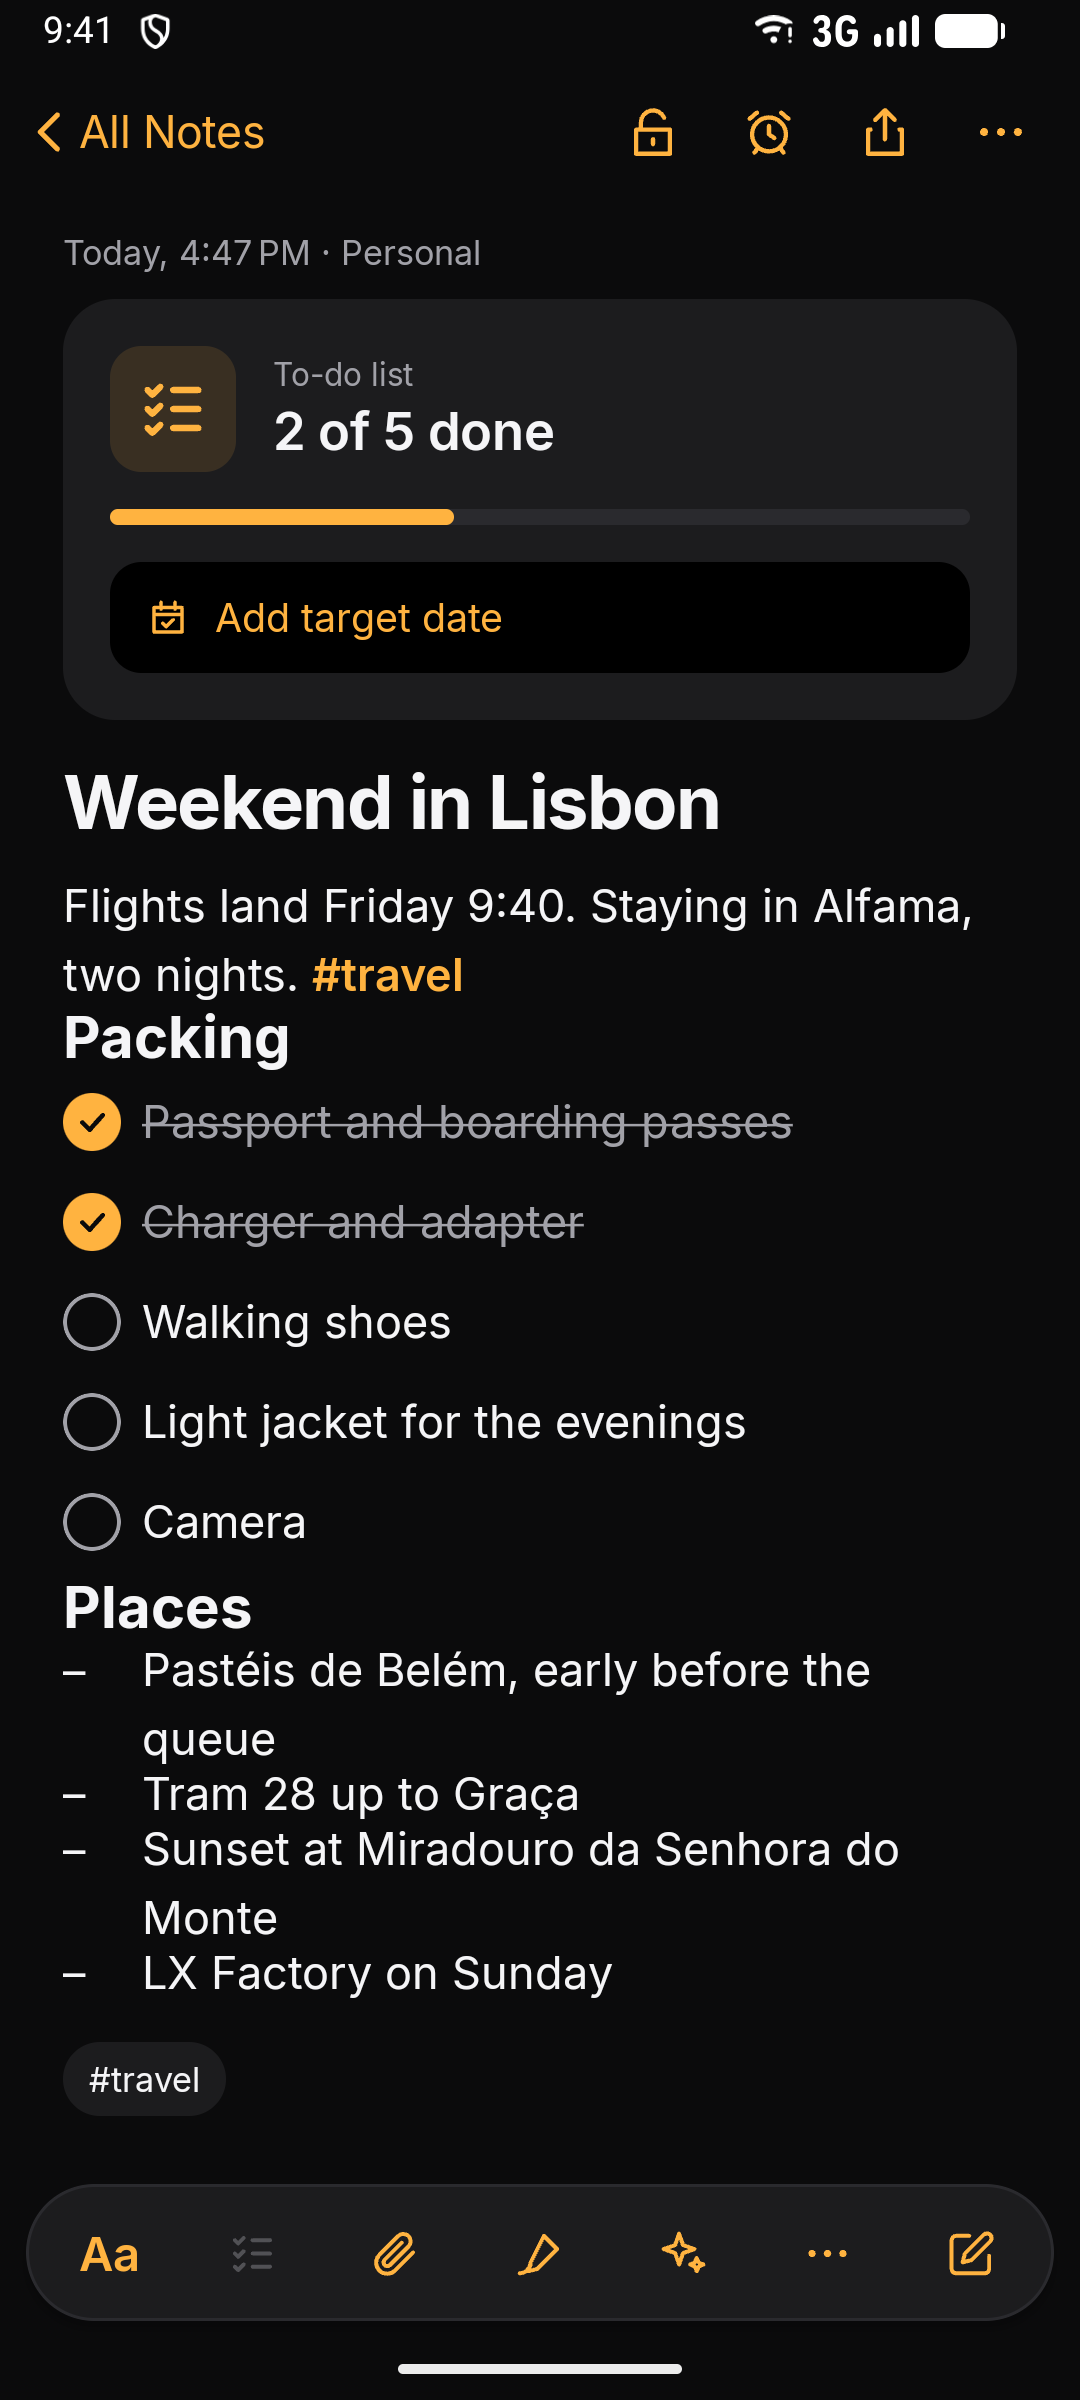 9:41
3G
All Notes
Today, 4:47 PM · Personal
To-do list
2 of 5 done
Add target date
Weekend in Lisbon
Flights land Friday 9:40. Staying in Alfama,
two nights. #travel
Packing
Passport and boarding passes
Charger and adapter
Walking shoes
Light jacket for the evenings
Camera
Places
– Pastéis de Belém, early before the
queue
– Tram 28 up to Graça
– Sunset at Miradouro da Senhora do
Monte
– LX Factory on Sunday
#travel
Aa